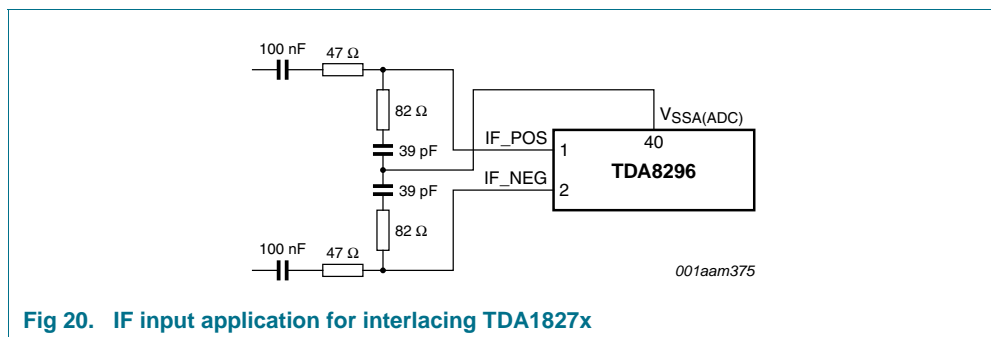 100 nF
47 Ω
82 Ω
39 pF
39 pF
82 Ω
100 nF
47 Ω
IF_POS
IF_NEG
1
2
VSSA(ADC)
40
TDA8296
001aam375
Fig 20. IF input application for interlacing TDA1827x